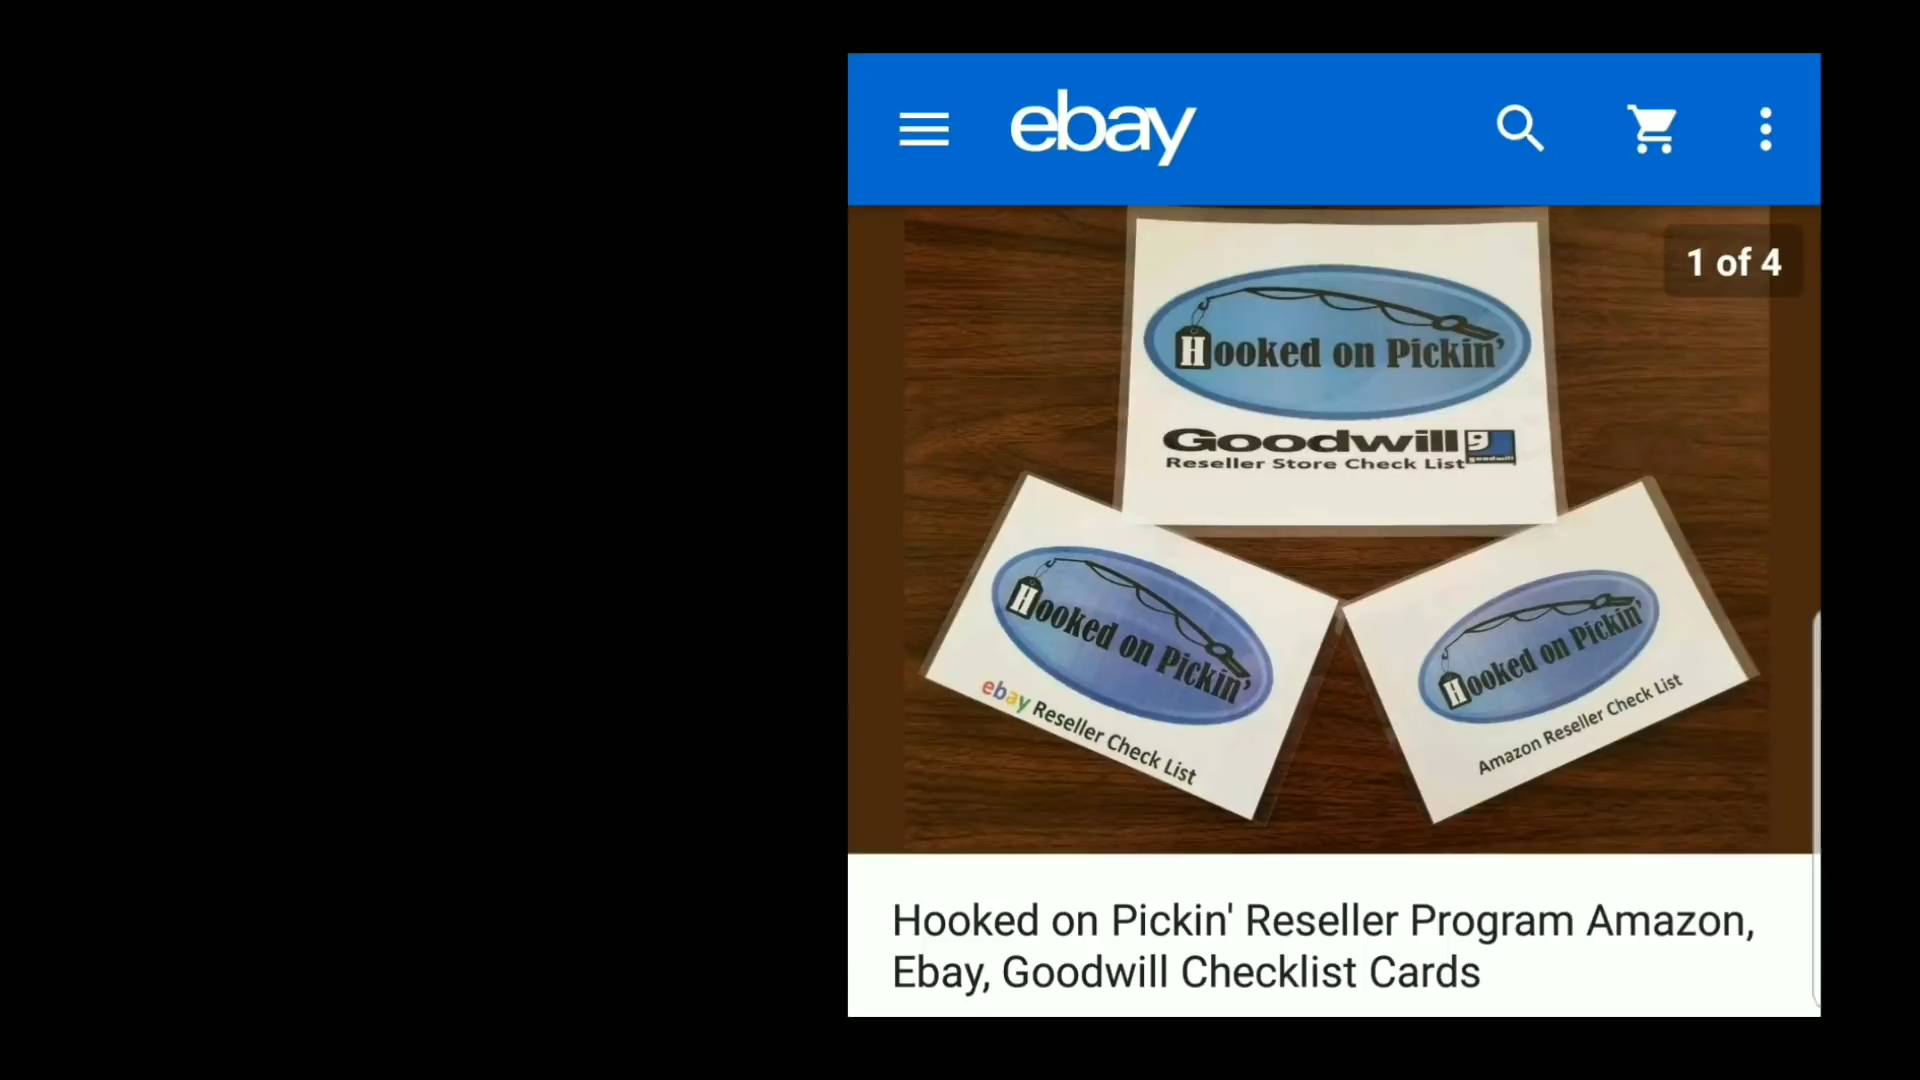 ebay
1 of 4
Hooked on Pickin'
Goodwill
goodwill
Reseller Store Check List
Hooked on Pickin'
ebay Reseller Check List
Hooked on Pickin'
Amazon Reseller Check List
Hooked on Pickin' Reseller Program Amazon,
Ebay, Goodwill Checklist Cards